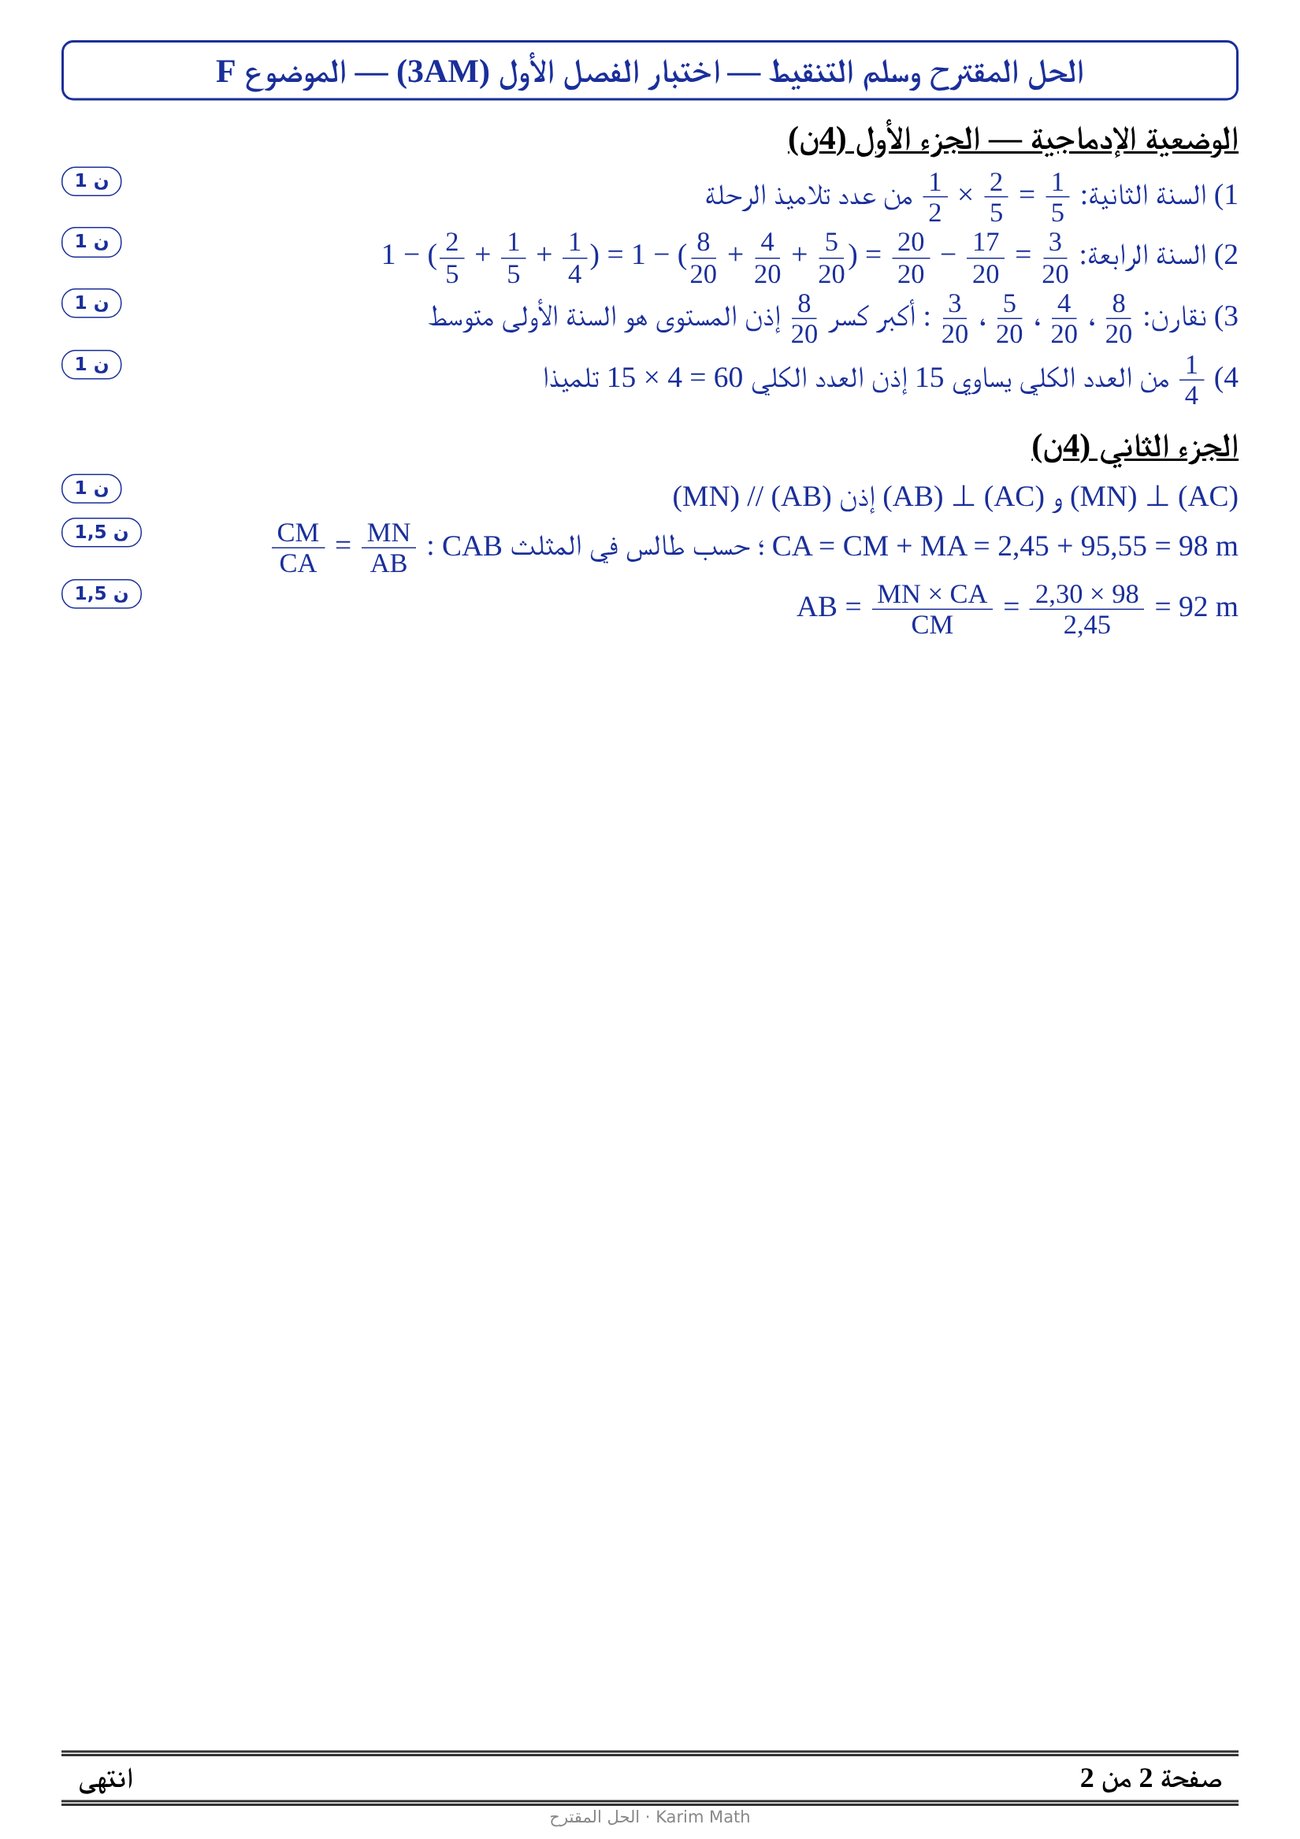 الحل المقترح وسلم التنقيط — اختبار الفصل الأول (3AM) — الموضوع F
الوضعية الإدماجية — الجزء الأول (4ن)
1) السنة الثانية: 1/2 × 2/5 = 1/5 من عدد تلاميذ الرحلة
1 ن
2) السنة الرابعة: 1 − (2/5 + 1/5 + 1/4) = 1 − (8/20 + 4/20 + 5/20) = 20/20 − 17/20 = 3/20
1 ن
3) نقارن: 8/20 ، 4/20 ، 5/20 ، 3/20 : أكبر كسر 8/20 إذن المستوى هو السنة الأولى متوسط
1 ن
4) 1/4 من العدد الكلي يساوي 15 إذن العدد الكلي 15 × 4 = 60 تلميذا
1 ن
الجزء الثاني (4ن)
(MN) ⊥ (AC) و (AB) ⊥ (AC) إذن (MN) // (AB)
1 ن
CA = CM + MA = 2,45 + 95,55 = 98 m ؛ حسب طالس في المثلث CAB : CM/CA = MN/AB
1,5 ن
AB = MN × CA/CM = 2,30 × 98/2,45 = 92 m
1,5 ن
صفحة 2 من 2
انتهى
Karim Math · الحل المقترح